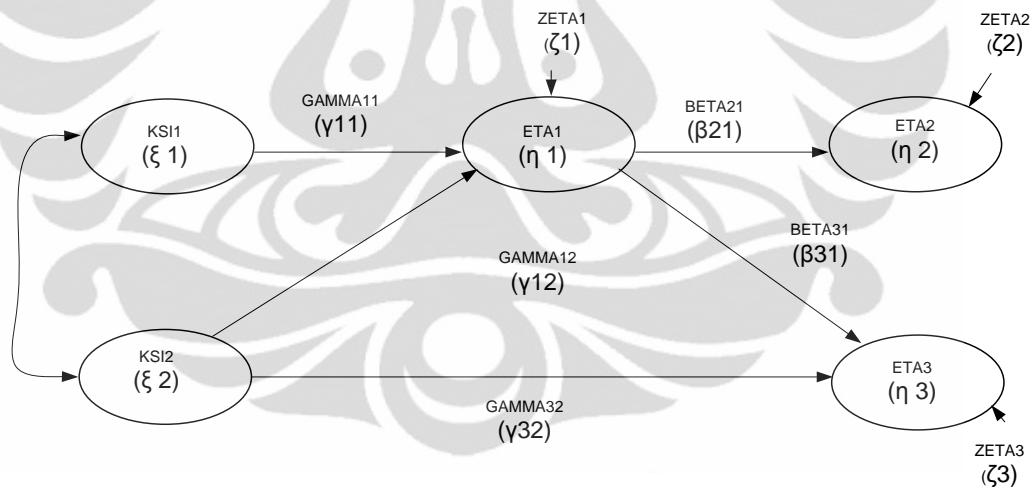 ZETA1
(ζ1)
ZETA2
(ζ2)
GAMMA11
(γ11)
BETA21
(β21)
KSI1
(ξ 1)
ETA1
(η 1)
ETA2
(η 2)
BETA31
(β31)
GAMMA12
(γ12)
KSI2
(ξ 2)
ETA3
(η 3)
GAMMA32
(γ32)
ZETA3
(ζ3)